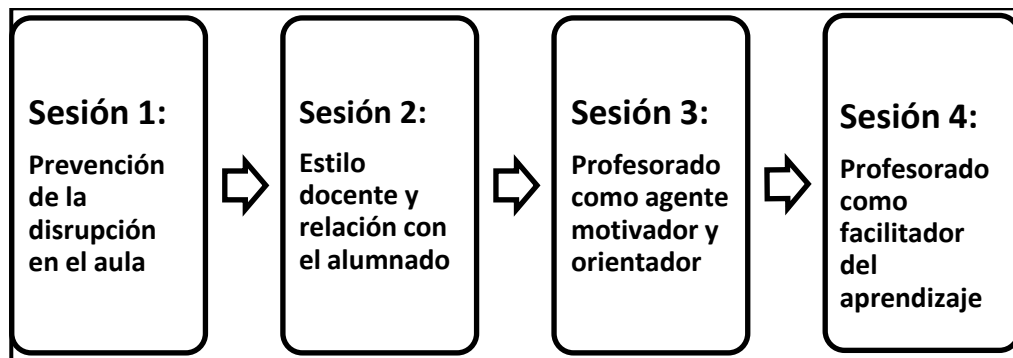 Sesión 1:
Prevención
de la
disrupción
en el aula
Sesión 2:
Estilo
docente y
relación con
el alumnado
Sesión 3:
Profesorado
como agente
motivador y
orientador
Sesión 4:
Profesorado
como
facilitador
del
aprendizaje